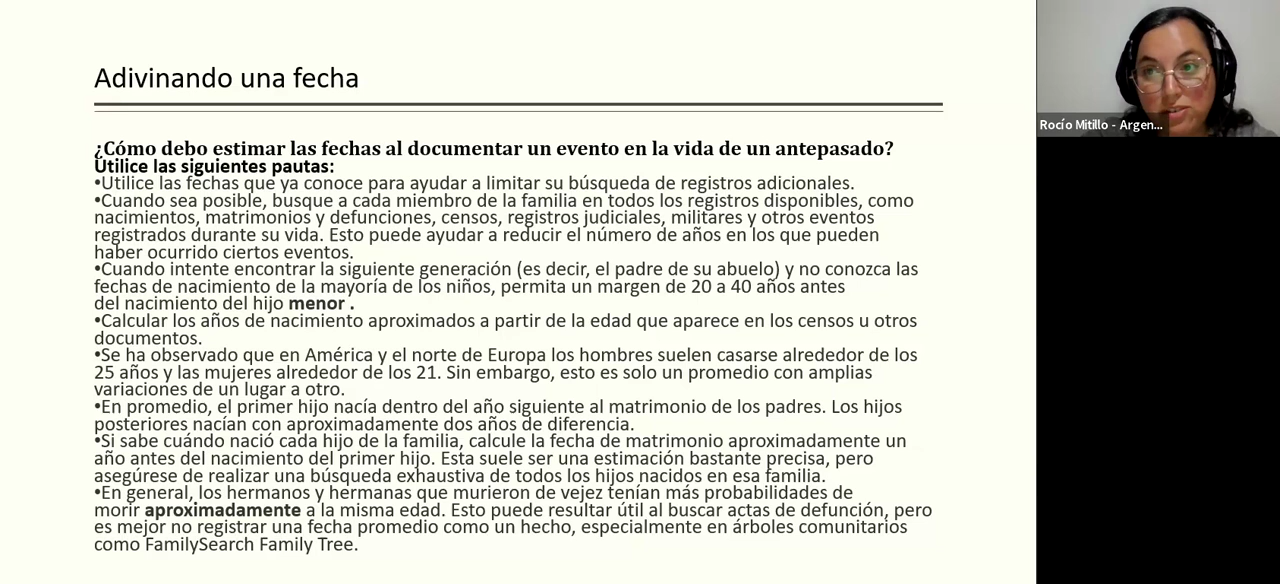 Adivinando una fecha
¿Cómo debo estimar las fechas al documentar un evento en la vida de un antepasado?
Utilice las siguientes pautas:
•Utilice las fechas que ya conoce para ayudar a limitar su búsqueda de registros adicionales.
•Cuando sea posible, busque a cada miembro de la familia en todos los registros disponibles, como
nacimientos, matrimonios y defunciones, censos, registros judiciales, militares y otros eventos
registrados durante su vida. Esto puede ayudar a reducir el número de años en los que pueden
haber ocurrido ciertos eventos.
•Cuando intente encontrar la siguiente generación (es decir, el padre de su abuelo) y no conozca las
fechas de nacimiento de la mayoría de los niños, permita un margen de 20 a 40 años antes
del nacimiento del hijo menor .
•Calcular los años de nacimiento aproximados a partir de la edad que aparece en los censos u otros
documentos.
•Se ha observado que en América y el norte de Europa los hombres suelen casarse alrededor de los
25 años y las mujeres alrededor de los 21. Sin embargo, esto es solo un promedio con amplias
variaciones de un lugar a otro.
•En promedio, el primer hijo nacía dentro del año siguiente al matrimonio de los padres. Los hijos
posteriores nacían con aproximadamente dos años de diferencia.
•Si sabe cuándo nació cada hijo de la familia, calcule la fecha de matrimonio aproximadamente un
año antes del nacimiento del primer hijo. Esta suele ser una estimación bastante precisa, pero
asegúrese de realizar una búsqueda exhaustiva de todos los hijos nacidos en esa familia.
•En general, los hermanos y hermanas que murieron de vejez tenían más probabilidades de
morir aproximadamente a la misma edad. Esto puede resultar útil al buscar actas de defunción, pero
es mejor no registrar una fecha promedio como un hecho, especialmente en árboles comunitarios
como FamilySearch Family Tree.
Rocío Mitillo - Argen...